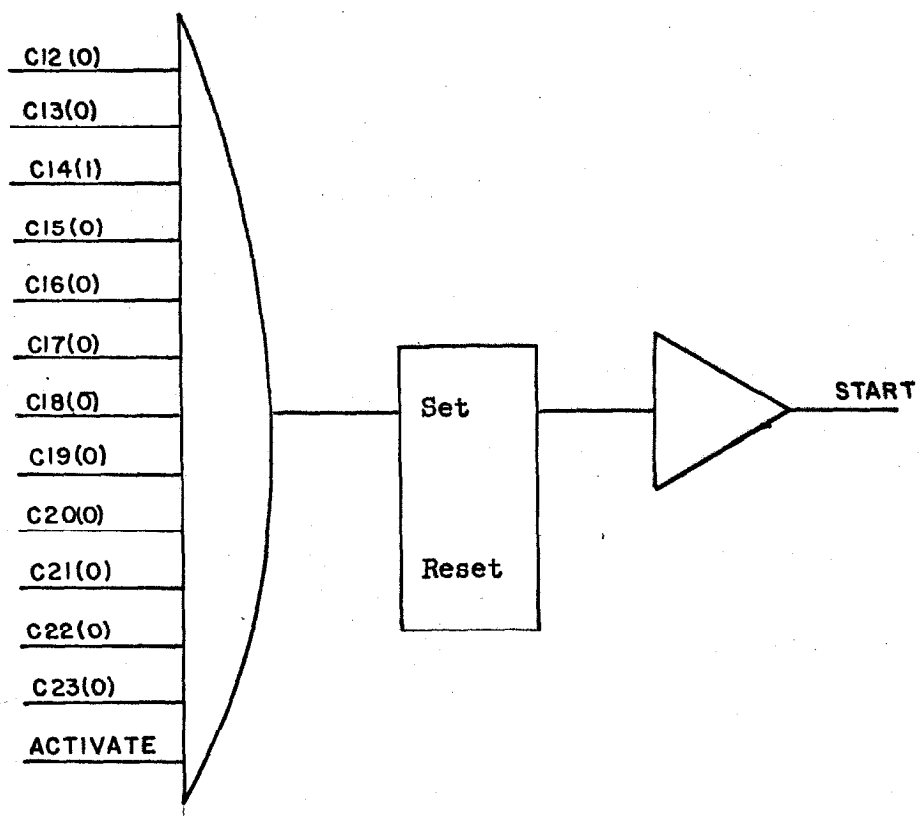 C12(0)
C13(0)
C14(1)
C15(0)
C16(0)
C17(0)
C18(0)
C19(0)
C20(0)
C21(0)
C22(0)
C23(0)
ACTIVATE
Set
Reset
START